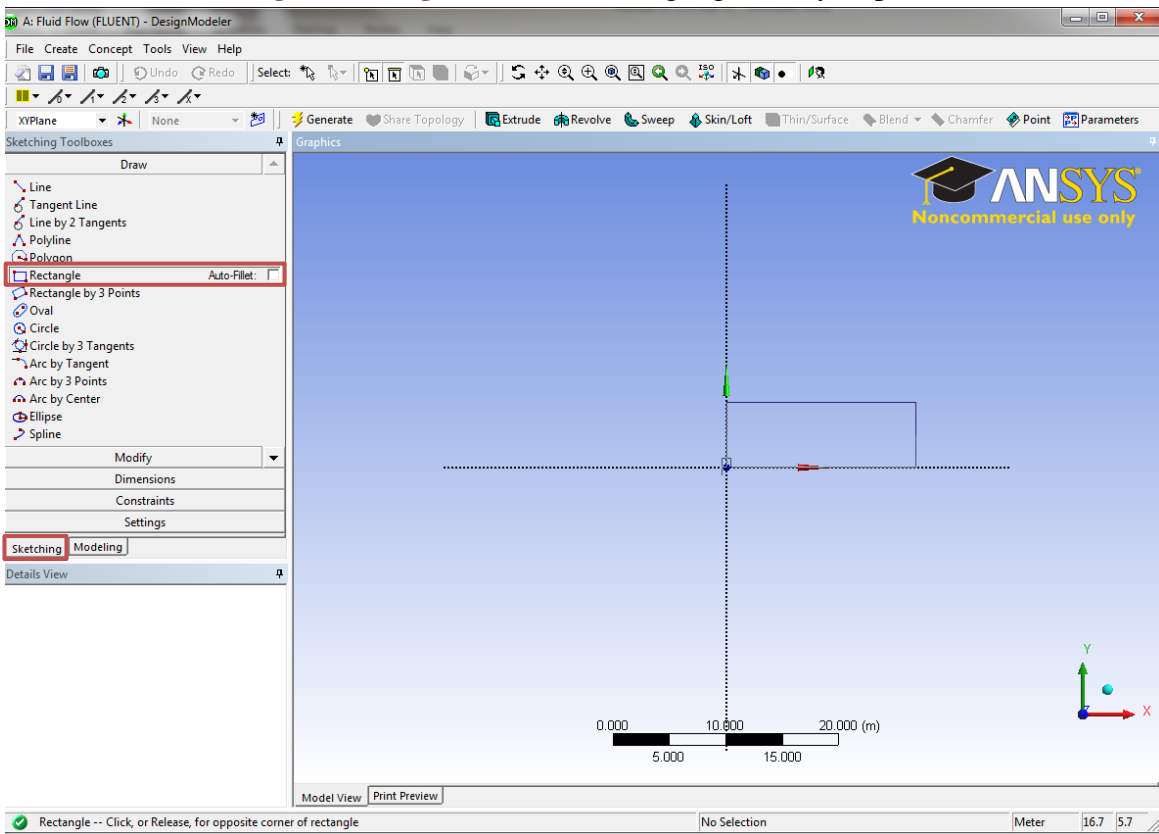 A: Fluid Flow (FLUENT) - DesignModeler
File Create Concept Tools View Help
Undo Redo Select: ISO
XYPlane None Generate Share Topology Extrude Revolve Sweep Skin/Loft Thin/Surface Blend Chamfer Point Parameters
Sketching Toolboxes Graphics
Draw
Line
Tangent Line
Line by 2 Tangents
Polyline
Polygon
Rectangle Auto-Fillet:
Rectangle by 3 Points
Oval
Circle
Circle by 3 Tangents
Arc by Tangent
Arc by 3 Points
Arc by Center
Ellipse
Spline
Modify
Dimensions
Constraints
Settings
Sketching Modeling
Details View
ANSYS
Noncommercial use only
Y
X
Z
0.000 10.000 20.000 (m)
5.000 15.000
Model View Print Preview
Rectangle -- Click, or Release, for opposite corner of rectangle No Selection Meter 16.7 5.7